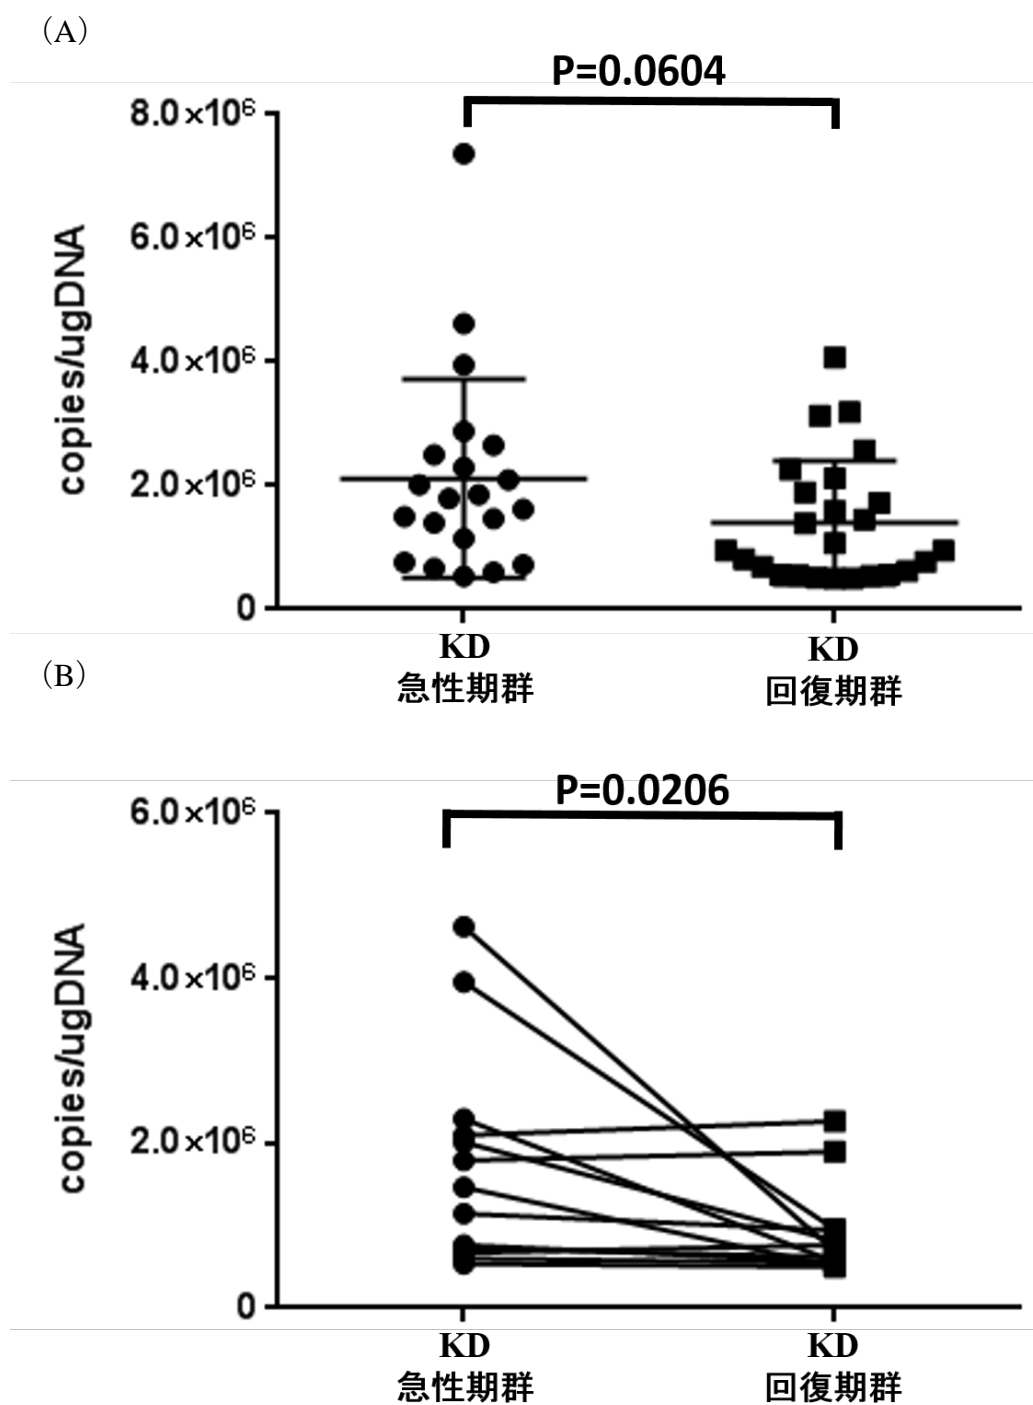 （A）
P=0.0604
8.0×10⁶
6.0×10⁶
4.0×10⁶
2.0×10⁶
0
copies/ugDNA
KD
急性期群
KD
回復期群
（B）
P=0.0206
6.0×10⁶
4.0×10⁶
2.0×10⁶
0
copies/ugDNA
KD
急性期群
KD
回復期群